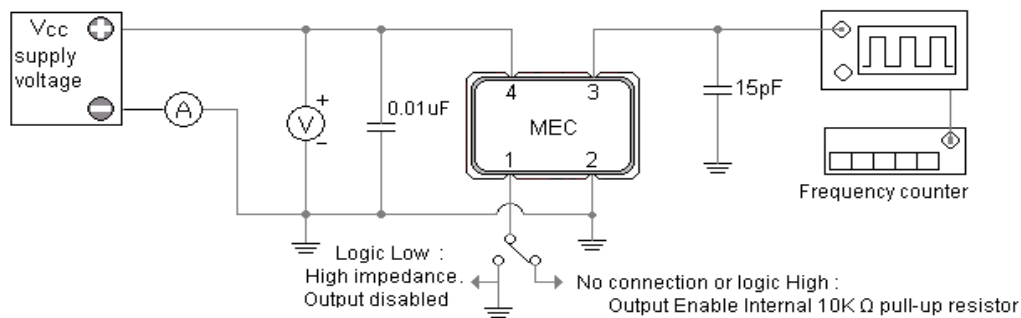 Vcc
supply
voltage
A
+
V
−
0.01uF
4 3
MEC
1 2
15pF
Frequency counter
Logic Low :
High impedance.
Output disabled
No connection or logic High :
Output Enable Internal 10K Ω pull-up resistor